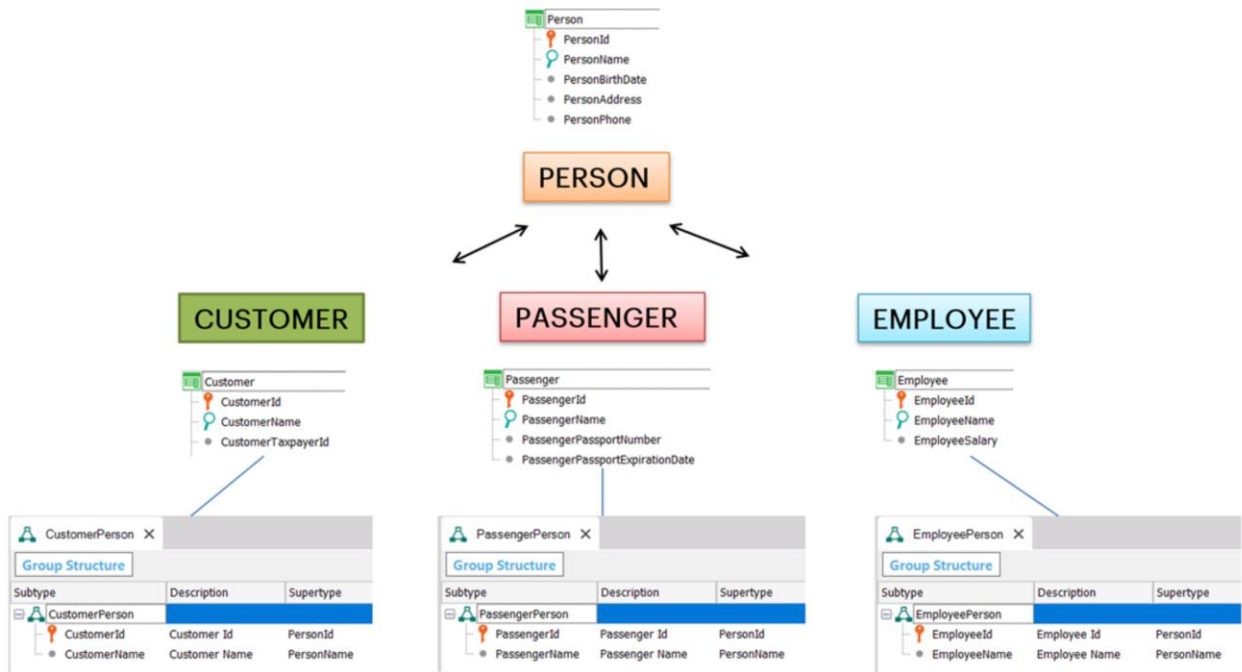 Person
PersonId
PersonName
PersonBirthDate
PersonAddress
PersonPhone
PERSON
CUSTOMER
PASSENGER
EMPLOYEE
Customer
CustomerId
CustomerName
CustomerTaxpayerId
Passenger
PassengerId
PassengerName
PassengerPassportNumber
PassengerPassportExpirationDate
Employee
EmployeeId
EmployeeName
EmployeeSalary
CustomerPerson
Group Structure
Subtype Description Supertype
CustomerPerson
CustomerId Customer Id PersonId
CustomerName Customer Name PersonName
PassengerPerson
Group Structure
Subtype Description Supertype
PassengerPerson
PassengerId Passenger Id PersonId
PassengerName Passenger Name PersonName
EmployeePerson
Group Structure
Subtype Description Supertype
EmployeePerson
EmployeeId Employee Id PersonId
EmployeeName Employee Name PersonName